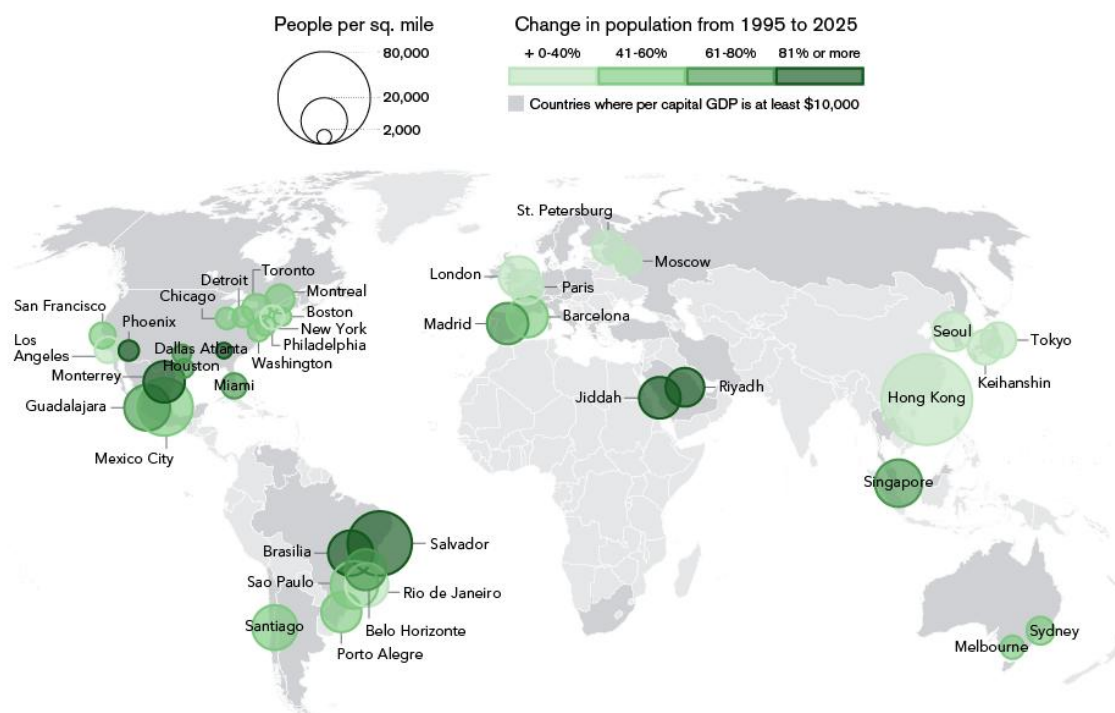 People per sq. mile
80,000
20,000
2,000
Change in population from 1995 to 2025
+ 0-40%
41-60%
61-80%
81% or more
Countries where per capital GDP is at least $10,000
St. Petersburg
Moscow
London
Paris
Madrid
Barcelona
Toronto
Detroit
Montreal
Chicago
San Francisco
Boston
Phoenix
New York
Los
Angeles
Dallas
Atlanta
Philadelphia
Washington
Houston
Monterrey
Miami
Guadalajara
Mexico City
Jiddah
Riyadh
Seoul
Tokyo
Keihanshin
Hong Kong
Singapore
Brasilia
Salvador
Sao Paulo
Rio de Janeiro
Santiago
Belo Horizonte
Porto Alegre
Sydney
Melbourne